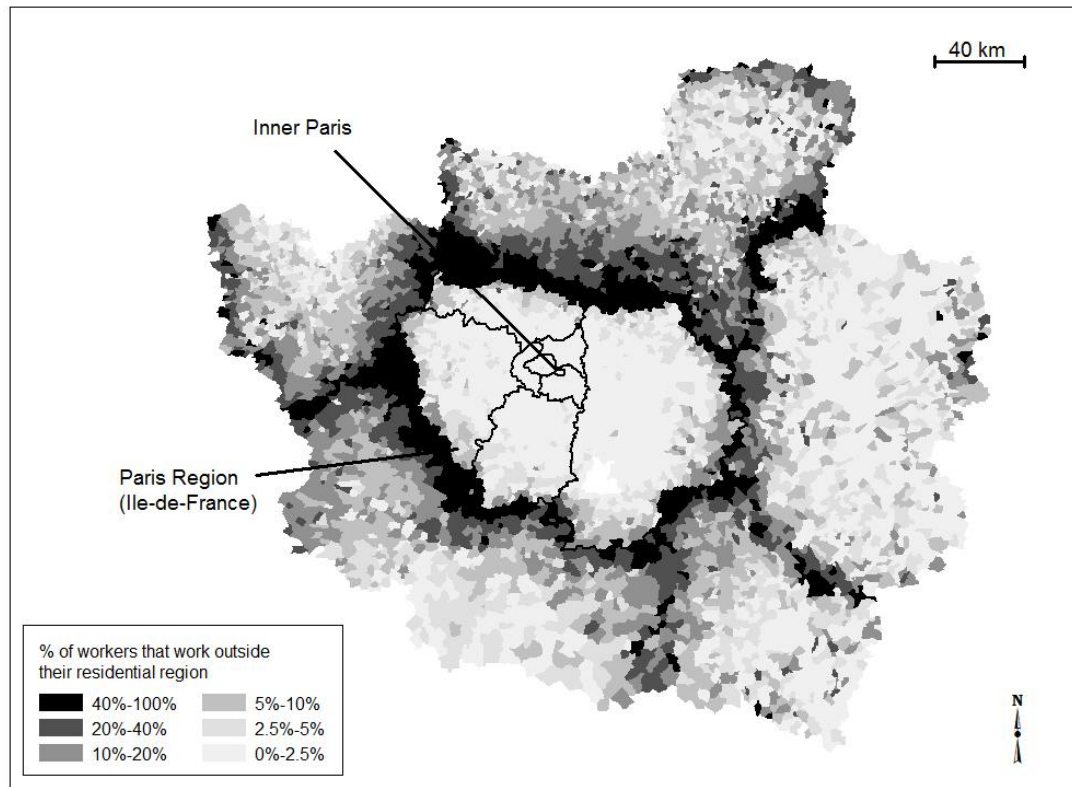 40 km
Inner Paris
Paris Region
(Ile-de-France)
% of workers that work outside
their residential region
40%-100%
5%-10%
20%-40%
2.5%-5%
10%-20%
0%-2.5%
N